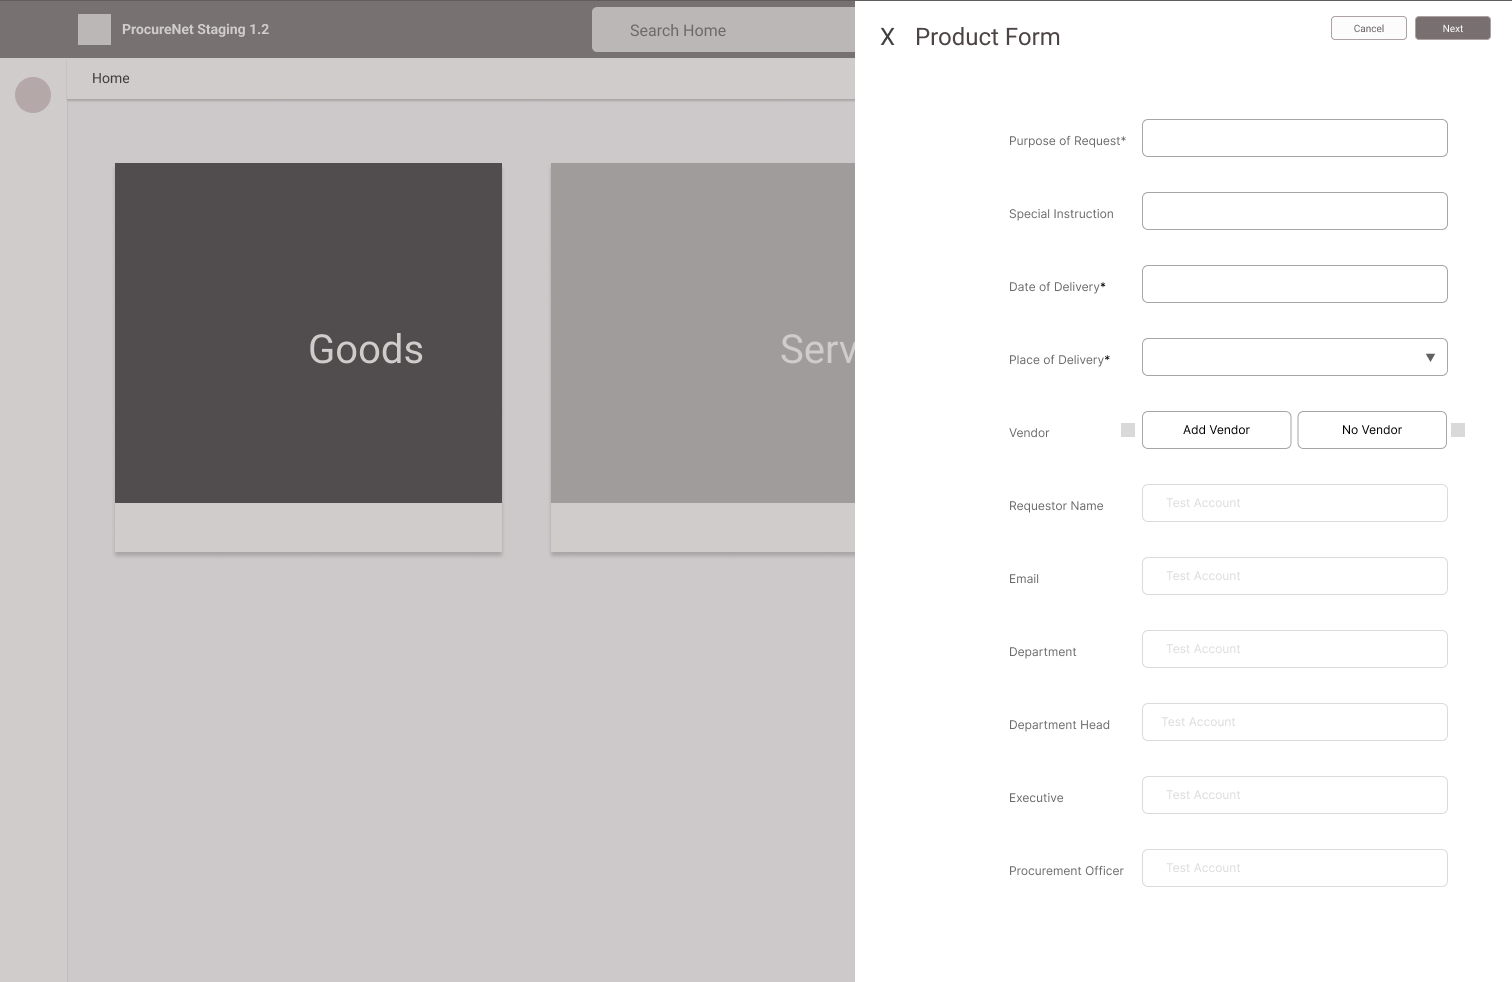 ProcureNet Staging 1.2
Search Home
Home
Goods
Serv
X Product Form
Cancel
Next
Purpose of Request*
Special Instruction
Date of Delivery*
Place of Delivery*
Vendor
Add Vendor
No Vendor
Requestor Name
Test Account
Email
Test Account
Department
Test Account
Department Head
Test Account
Executive
Test Account
Procurement Officer
Test Account